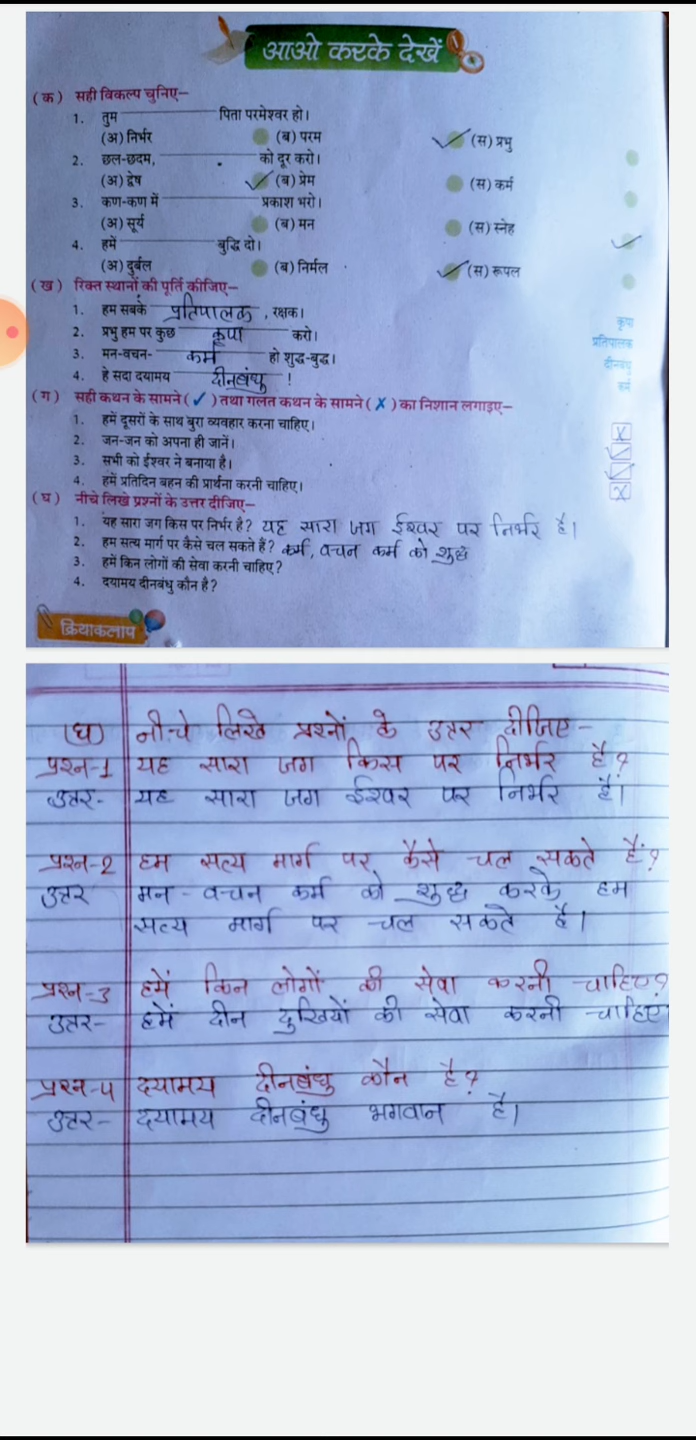 आओ करके देखें
(क) सही विकल्प चुनिए–
1. तुम ________ पिता परमेश्वर हो।
(अ) निर्भर (ब) परम (स) प्रभु
2. छल-छदम, ________ को दूर करो।
(अ) द्वेष (ब) प्रेम (स) कर्म
3. कण-कण में ________ प्रकाश भरो।
(अ) सूर्य (ब) मन (स) स्नेह
4. हमें ________ बुद्धि दो।
(अ) दुर्बल (ब) निर्मल (स) रूपल
(ख) रिक्त स्थानों की पूर्ति कीजिए–
1. हम सबके प्रतिपालक, रक्षक। कृपा
2. प्रभु हम पर कुछ कृपा करो। प्रतिपालक
3. मन-वचन- कर्म हो शुद्ध-बुद्ध। दीनबंधु
4. हे सदा दयामय दीनबंधु ! कर्म
(ग) सही कथन के सामने (✓) तथा गलत कथन के सामने (✗) का निशान लगाइए–
1. हमें दूसरों के साथ बुरा व्यवहार करना चाहिए। ✗
2. जन-जन को अपना ही जानें। ✓
3. सभी को ईश्वर ने बनाया है। ✓
4. हमें प्रतिदिन बहन की प्रार्थना करनी चाहिए। ✗
(घ) नीचे लिखे प्रश्नों के उत्तर दीजिए–
1. यह सारा जग किस पर निर्भर है? यह सारा जग ईश्वर पर निर्भर है।
2. हम सत्य मार्ग पर कैसे चल सकते हैं? कर्म, वचन कर्म को शुद्ध
3. हमें किन लोगों की सेवा करनी चाहिए?
4. दयामय दीनबंधु कौन है?
क्रियाकलाप
(घ) नीचे लिखे प्रश्नों के उत्तर दीजिए–
प्रश्न-1 यह सारा जग किस पर निर्भर है?
उत्तर- यह सारा जग ईश्वर पर निर्भर है।
प्रश्न-2 हम सत्य मार्ग पर कैसे चल सकते हैं?
उत्तर मन-वचन कर्म को शुद्ध करके हम
सत्य मार्ग पर चल सकते है।
प्रश्न-3 हमें किन लोगों की सेवा करनी चाहिए?
उत्तर- हमें दीन दुखियों की सेवा करनी चाहिएं
प्रश्न-4 दयामय दीनबंधु कौन है?
उत्तर- दयामय दीनबंधु भगवान है।